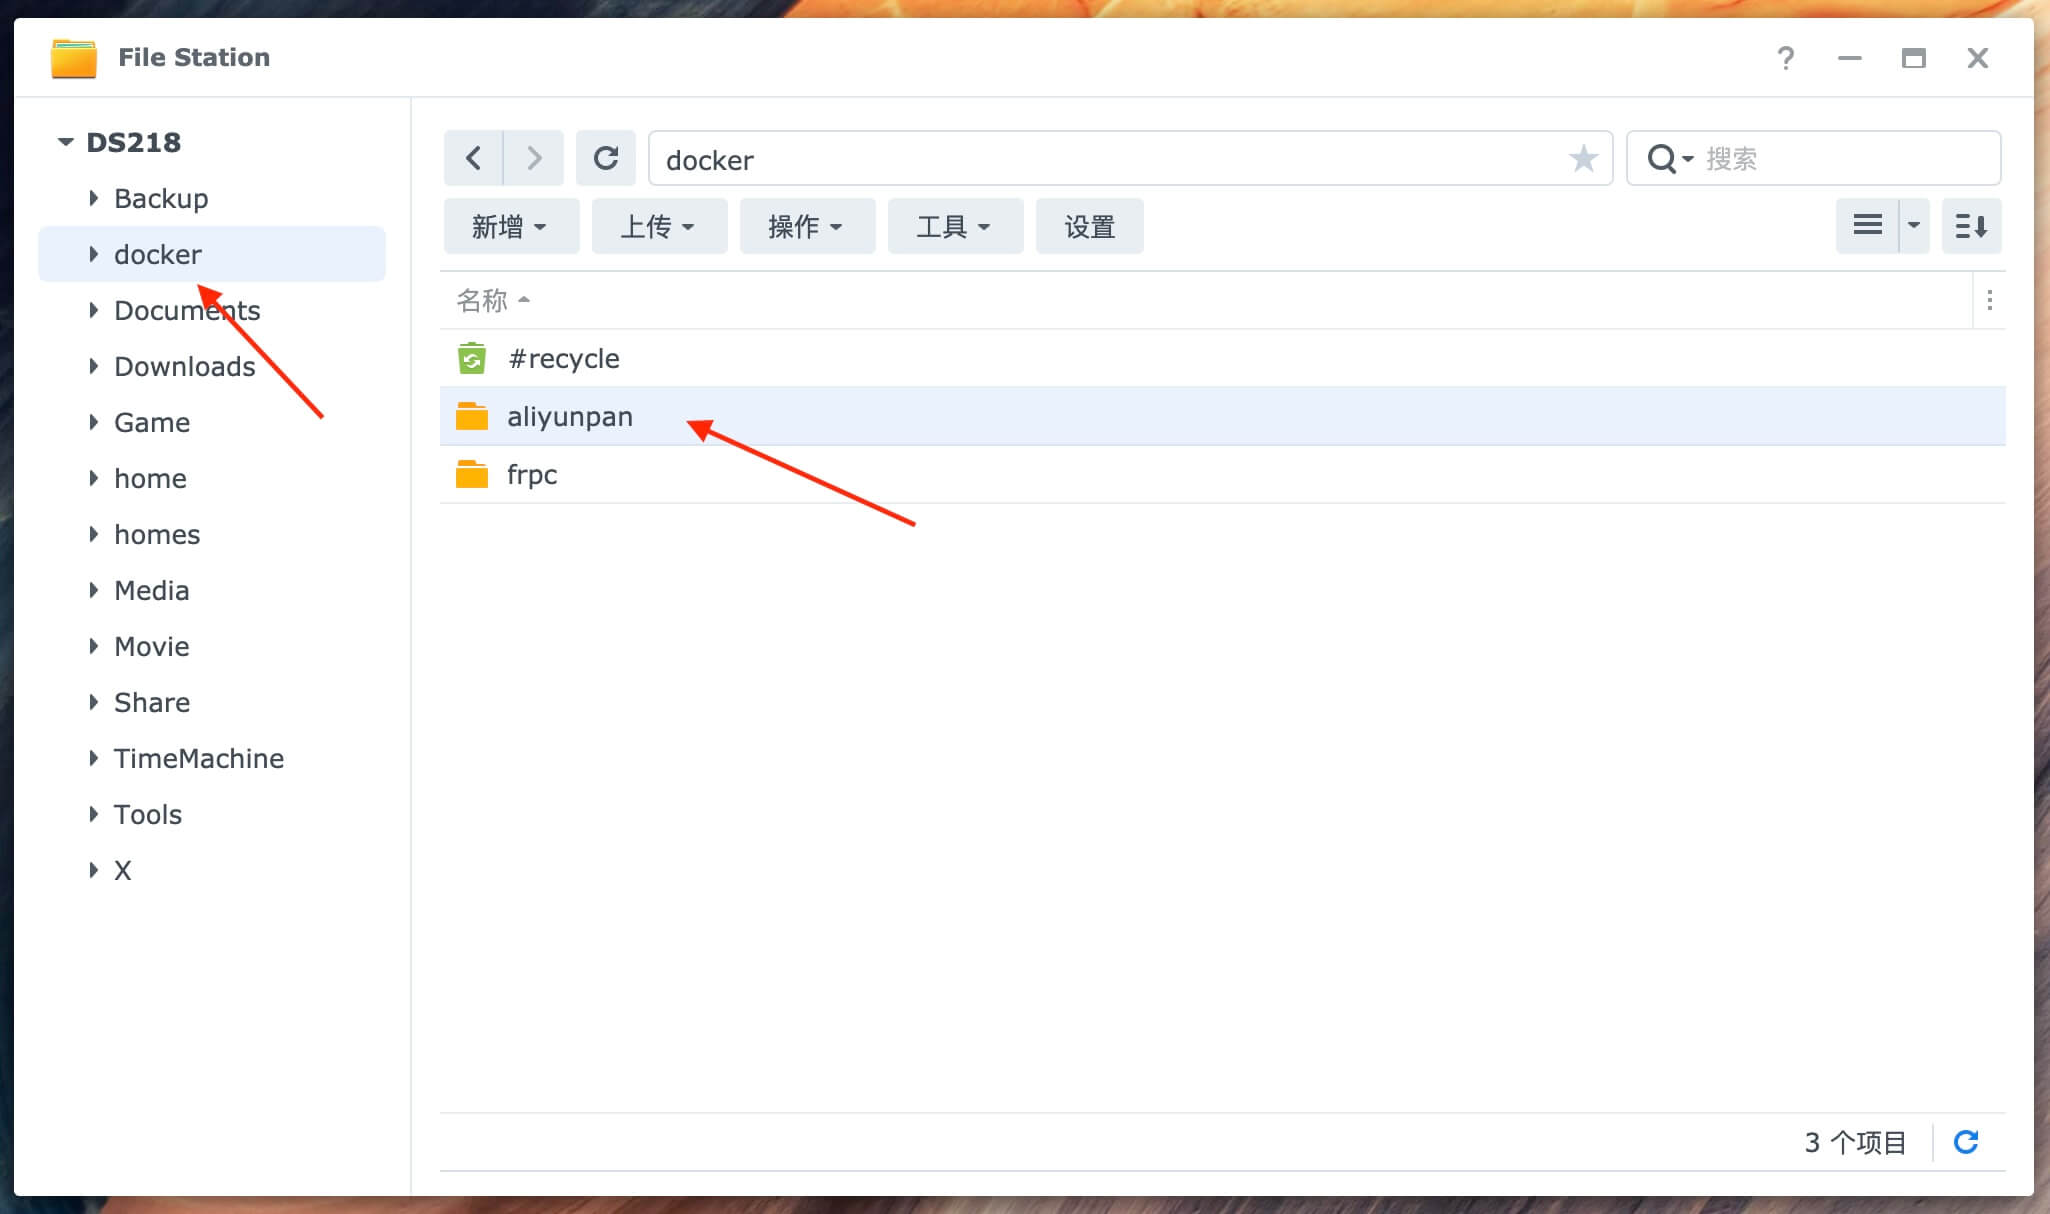 File Station
DS218
Backup
docker
Documents
Downloads
Game
home
homes
Media
Movie
Share
TimeMachine
Tools
X
docker
搜索
新增 上传 操作 工具 设置
名称
#recycle
aliyunpan
frpc
3 个项目